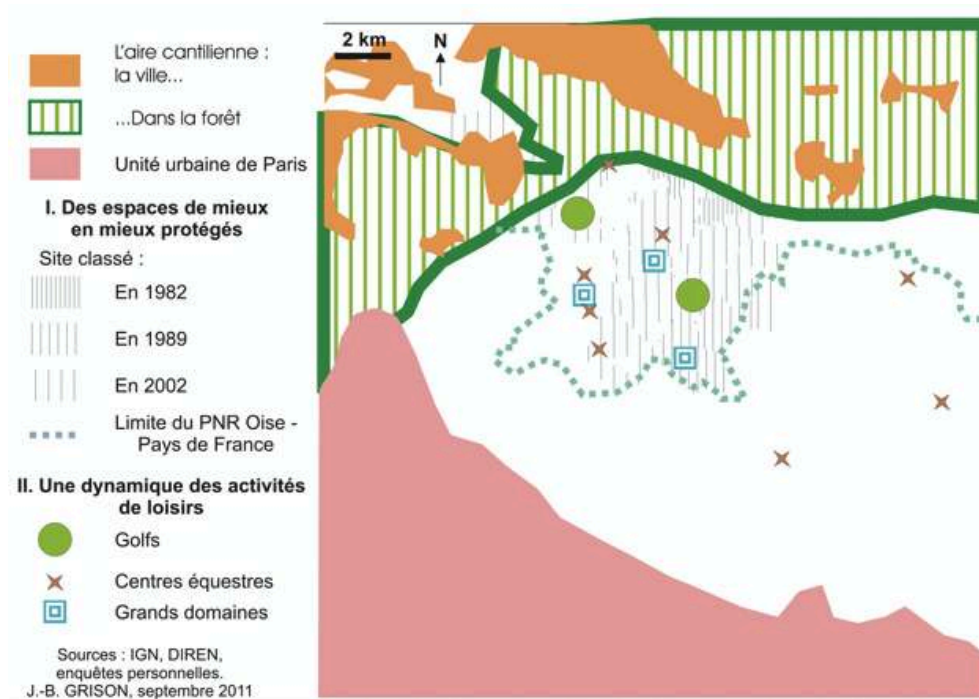 L'aire cantilienne :
la ville...
...Dans la forêt
Unité urbaine de Paris
I. Des espaces de mieux
en mieux protégés
Site classé :
En 1982
En 1989
En 2002
Limite du PNR Oise -
Pays de France
II. Une dynamique des activités
de loisirs
Golfs
Centres équestres
Grands domaines
Sources : IGN, DIREN,
enquêtes personnelles.
J.-B. GRISON, septembre 2011
2 km
N